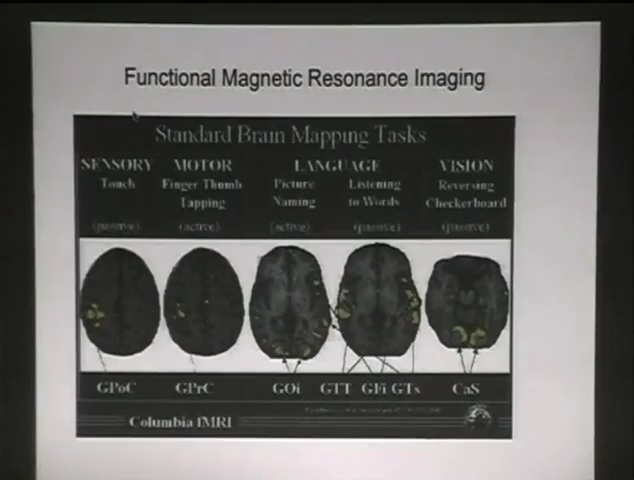 Functional Magnetic Resonance Imaging
Standard Brain Mapping Tasks
SENSORY MOTOR LANGUAGE VISION
Touch Finger Thumb Picture Listening Reversing
Tapping Naming to Words Checkerboard
(passive) (active) (active) (passive) (passive)
GPoC GPrC GOi GTT GFi GTs CaS
Columbia fMRI